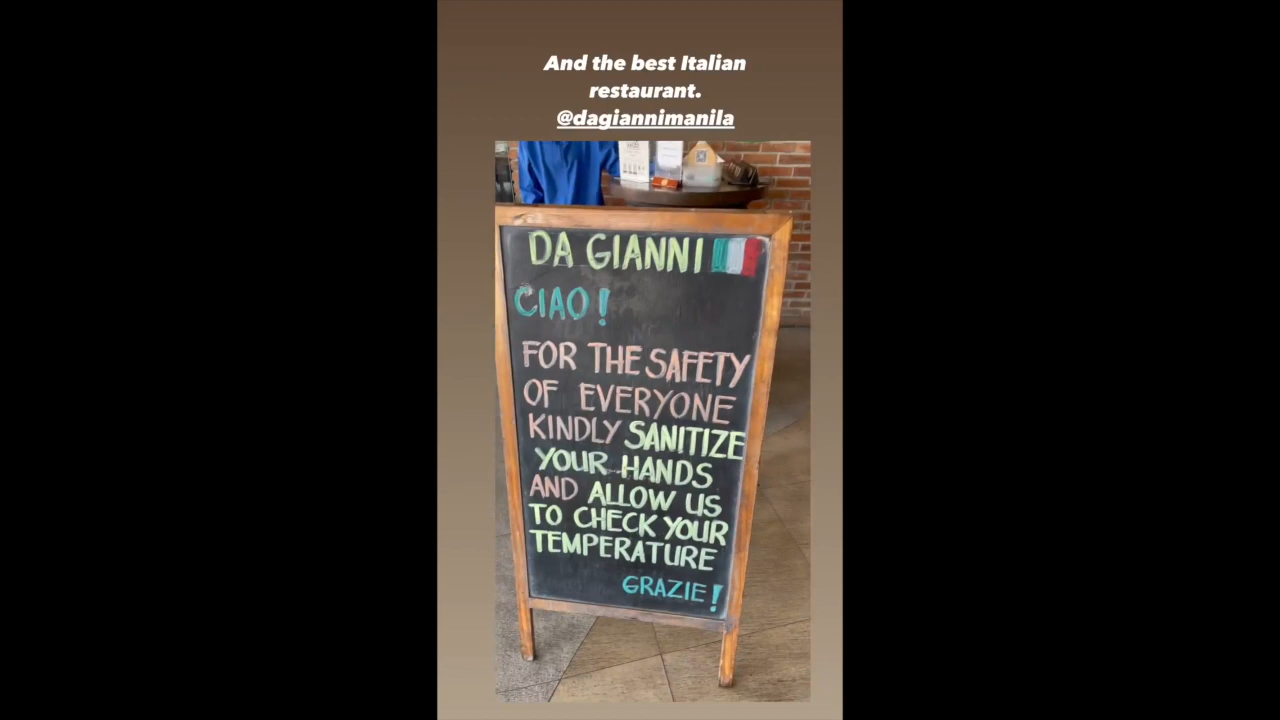 And the best Italian
restaurant.
@dagiannimanila
DA GIANNI
CIAO!
FOR THE SAFETY
OF EVERYONE
KINDLY SANITIZE
YOUR HANDS
AND ALLOW US
TO CHECK YOUR
TEMPERATURE
GRAZIE!